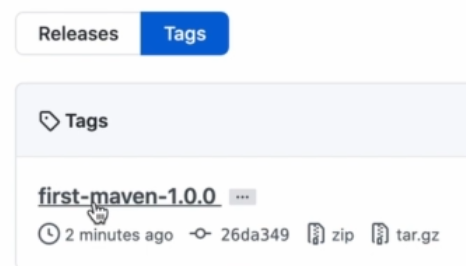 Releases Tags
Tags
first-maven-1.0.0 ...
2 minutes ago 26da349 zip tar.gz